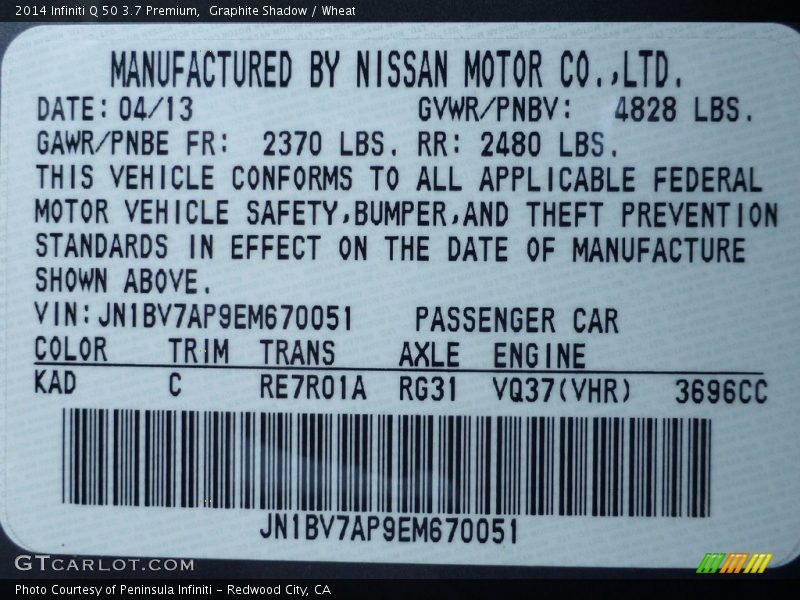 2014 Infiniti Q 50 3.7 Premium,  Graphite Shadow / Wheat
MANUFACTURED BY NISSAN MOTOR CO.,LTD.
DATE: 04/13 GVWR/PNBV: 4828 LBS.
GAWR/PNBE FR: 2370 LBS. RR: 2480 LBS.
THIS VEHICLE CONFORMS TO ALL APPLICABLE FEDERAL
MOTOR VEHICLE SAFETY,BUMPER,AND THEFT PREVENTION
STANDARDS IN EFFECT ON THE DATE OF MANUFACTURE
SHOWN ABOVE.
VIN:JN1BV7AP9EM670051 PASSENGER CAR
COLOR TRIM TRANS AXLE ENGINE
KAD C RE7R01A RG31 VQ37(VHR) 3696CC
JN1BV7AP9EM670051
GTCARLOT.COM
Photo Courtesy of Peninsula Infiniti - Redwood City, CA